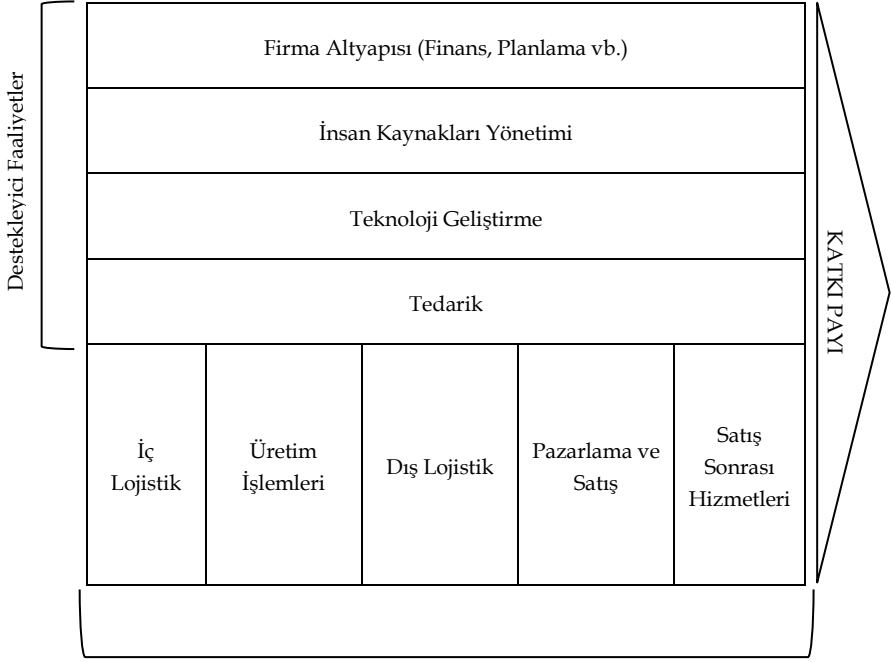 Destekleyici Faaliyetler
Firma Altyapısı (Finans, Planlama vb.)
İnsan Kaynakları Yönetimi
Teknoloji Geliştirme
Tedarik
KATKI PAYI
İç
Lojistik
Üretim
İşlemleri
Dış Lojistik
Pazarlama ve
Satış
Satış
Sonrası
Hizmetleri